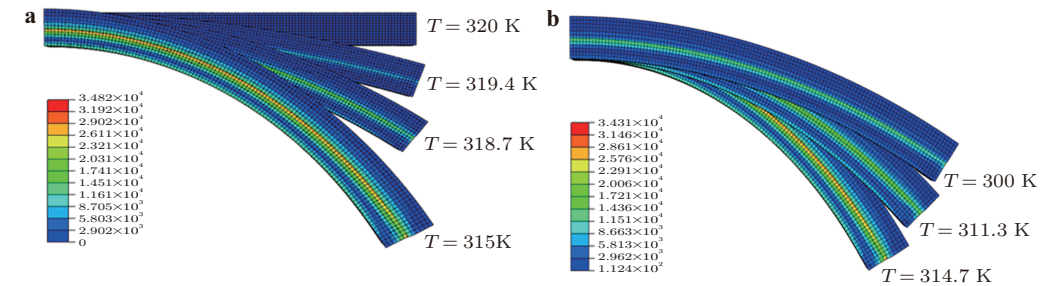 a
T = 320 K
T = 319.4 K
T = 318.7 K
T = 315K
3.482×10⁴
3.192×10⁴
2.902×10⁴
2.611×10⁴
2.321×10⁴
2.031×10⁴
1.741×10⁴
1.451×10⁴
1.161×10⁴
8.705×10³
5.803×10³
2.902×10³
0
b
T = 300 K
T = 311.3 K
T = 314.7 K
3.431×10⁴
3.146×10⁴
2.861×10⁴
2.576×10⁴
2.291×10⁴
2.006×10⁴
1.721×10⁴
1.436×10⁴
1.151×10⁴
8.663×10³
5.813×10³
2.962×10³
1.124×10²